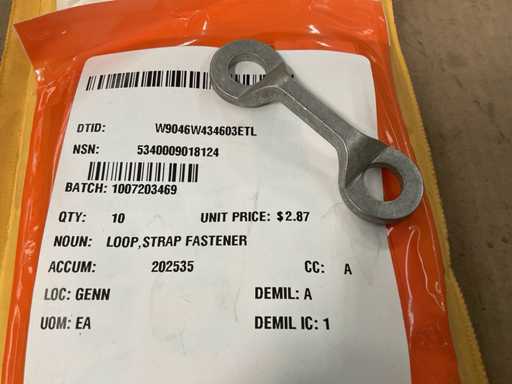 DTID: W9046W434603ETL
NSN: 5340009018124
BATCH: 1007203469
QTY: 10 UNIT PRICE: $2.87
NOUN: LOOP,STRAP FASTENER
ACCUM: 202535 CC: A
LOC: GENN DEMIL: A
UOM: EA DEMIL IC: 1